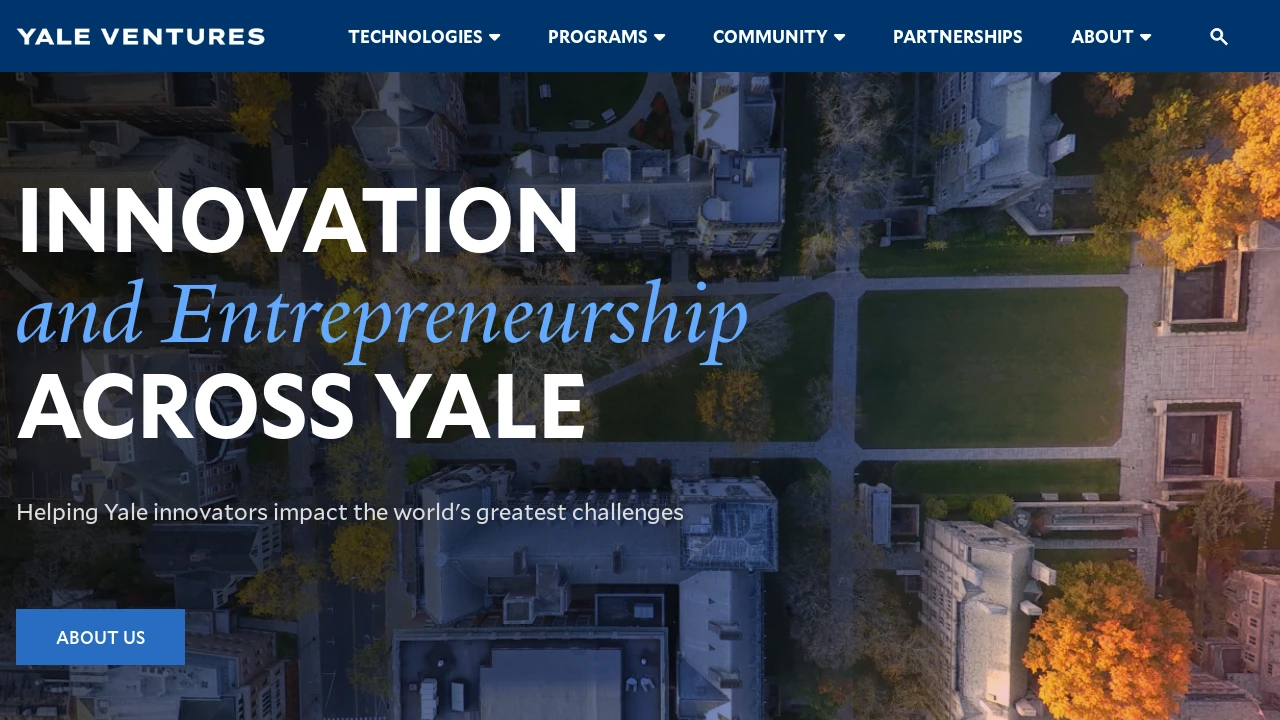 YALE VENTURES
TECHNOLOGIES
PROGRAMS
COMMUNITY
PARTNERSHIPS
ABOUT
INNOVATION
and Entrepreneurship
ACROSS YALE
Helping Yale innovators impact the world's greatest challenges
ABOUT US